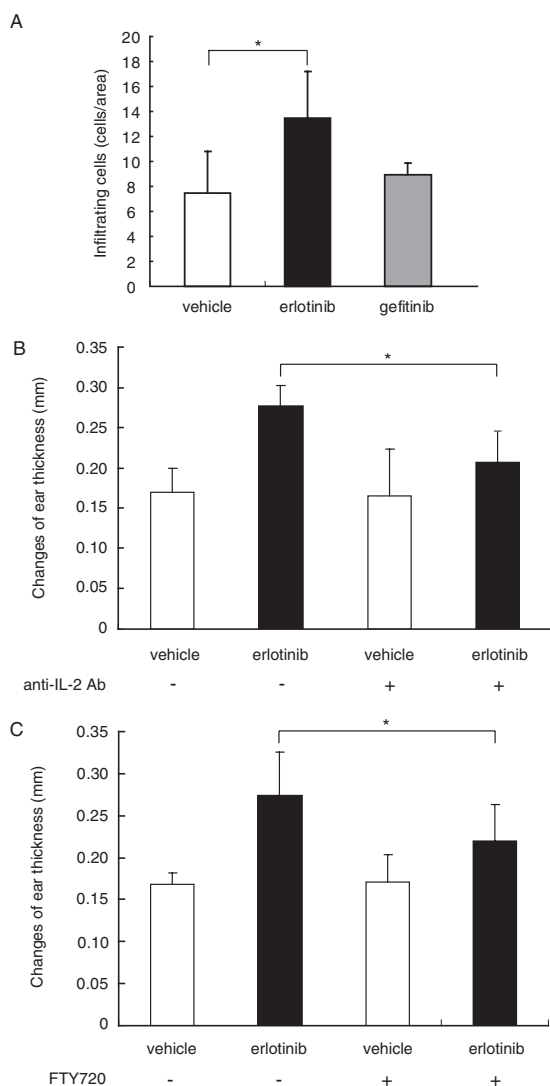 A
Infiltrating cells (cells/area)
20
18
16
14
12
10
8
6
4
2
0
*
vehicle erlotinib gefitinib
B
Changes of ear thickness (mm)
0.35
0.30
0.25
0.20
0.15
0.10
0.05
0
*
vehicle erlotinib vehicle erlotinib
anti-IL-2 Ab - - + +
C
Changes of ear thickness (mm)
0.35
0.30
0.25
0.20
0.15
0.10
0.05
0
*
vehicle erlotinib vehicle erlotinib
FTY720 - - + +